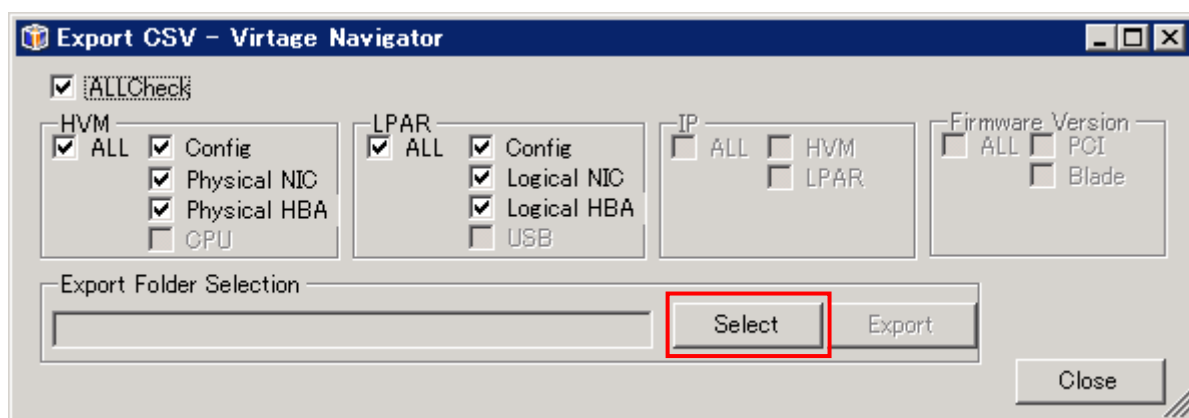 Export CSV - Virtage Navigator
ALLCheck
HVM
ALL
Config
Physical NIC
Physical HBA
CPU
LPAR
ALL
Config
Logical NIC
Logical HBA
USB
IP
ALL
HVM
LPAR
Firmware Version
ALL
PCI
Blade
Export Folder Selection
Select
Export
Close